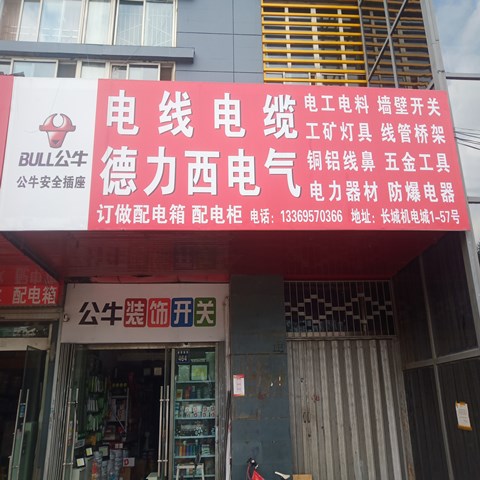 电线电缆
德力西电气
电工电料 墙壁开关
工矿灯具 线管桥架
铜铝线鼻 五金工具
电力器材 防爆电器
BULL公牛
公牛安全插座
订做配电箱 配电柜 电话：13369570366 地址：长城机电城1-57号
配电箱
公牛装饰开关